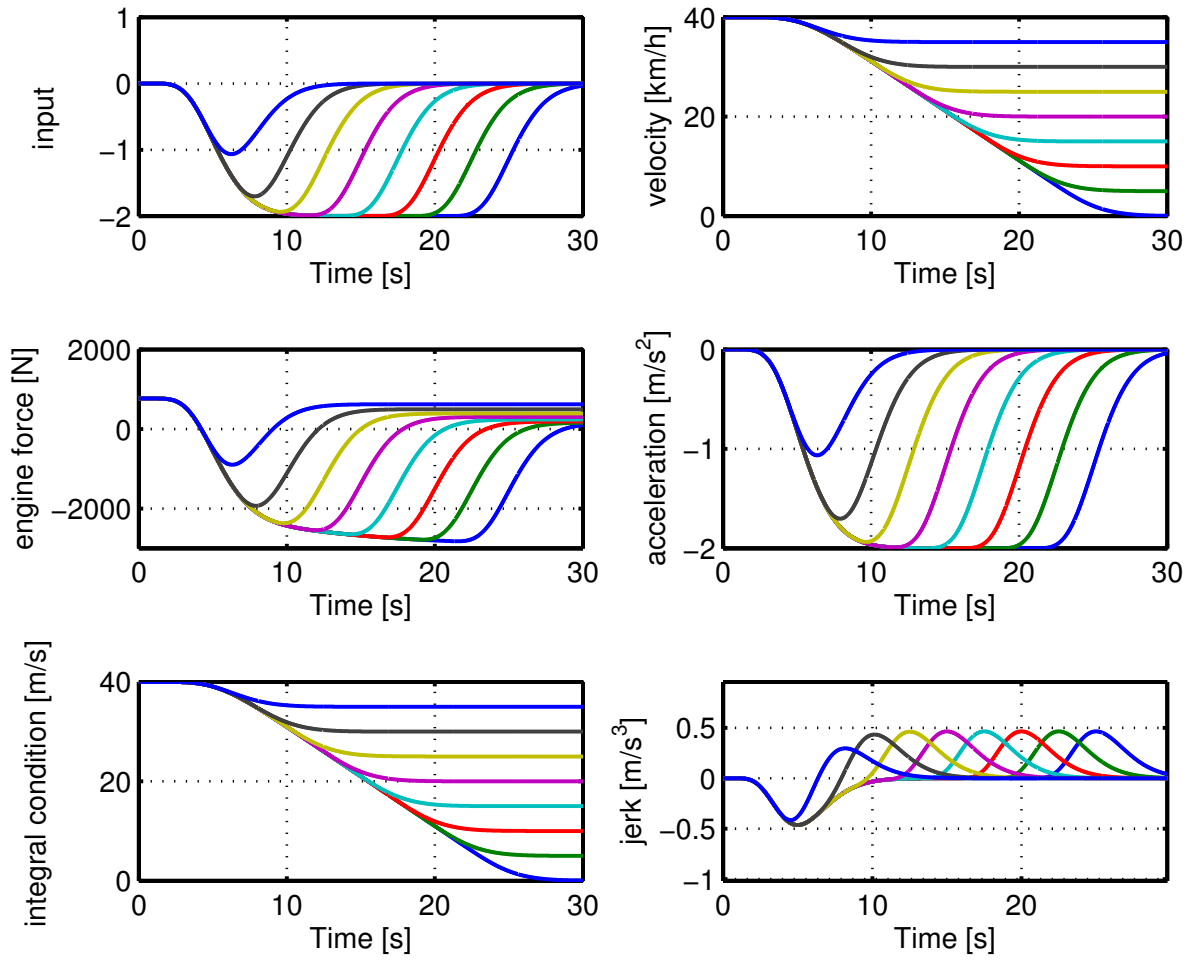 input
1
0
−1
−2
0 10 20 30
Time [s]
velocity [km/h]
40
20
0
0 10 20 30
Time [s]
engine force [N]
2000
0
−2000
0 10 20 30
Time [s]
acceleration [m/s²]
0
−1
−2
0 10 20 30
Time [s]
integral condition [m/s]
40
20
0
0 10 20 30
Time [s]
jerk [m/s³]
0.5
0
−0.5
−1
0 10 20 30
Time [s]